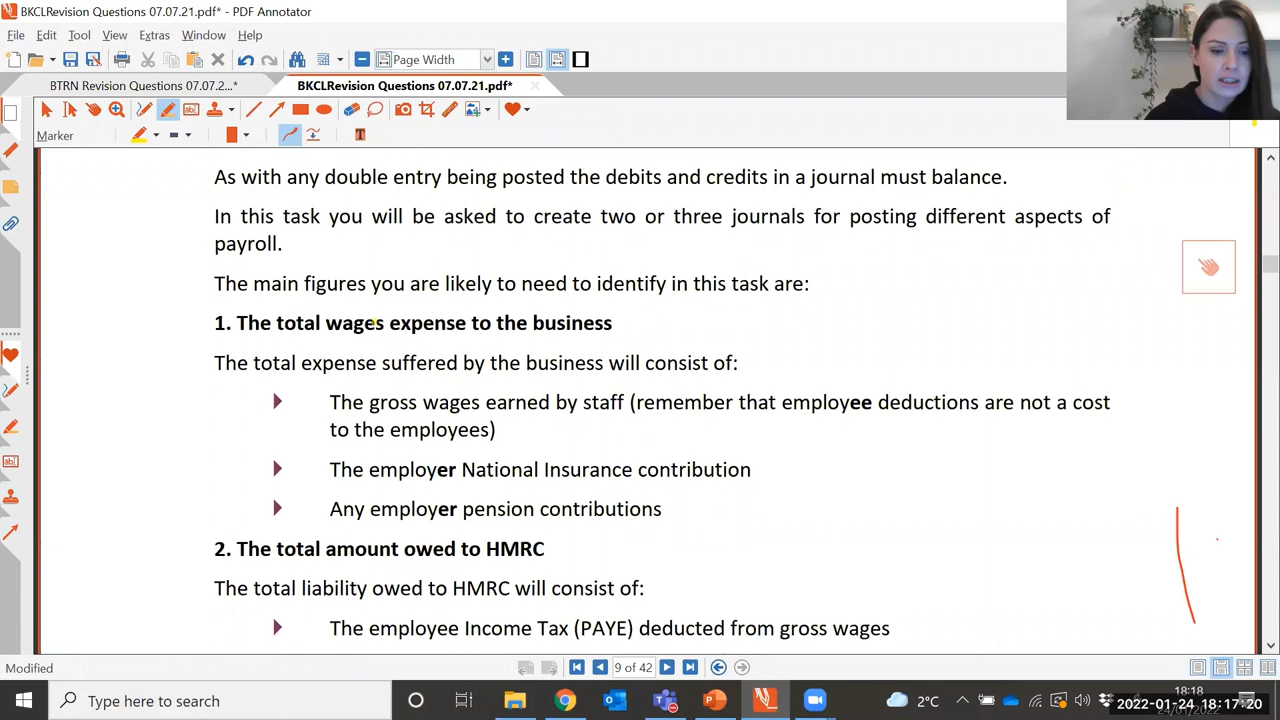 BKCLRevision Questions 07.07.21.pdf* - PDF Annotator
File Edit Tool View Extras Window Help
Page Width
BTRN Revision Questions 07.07.2...* BKCLRevision Questions 07.07.21.pdf*
Marker
As with any double entry being posted the debits and credits in a journal must balance.
In this task you will be asked to create two or three journals for posting different aspects of
payroll.
The main figures you are likely to need to identify in this task are:
1. The total wages expense to the business
The total expense suffered by the business will consist of:
The gross wages earned by staff (remember that employee deductions are not a cost
to the employees)
The employer National Insurance contribution
Any employer pension contributions
2. The total amount owed to HMRC
The total liability owed to HMRC will consist of:
The employee Income Tax (PAYE) deducted from gross wages
Modified
9 of 42
Type here to search
2°C
18:18
2022-01-24 18:17:20